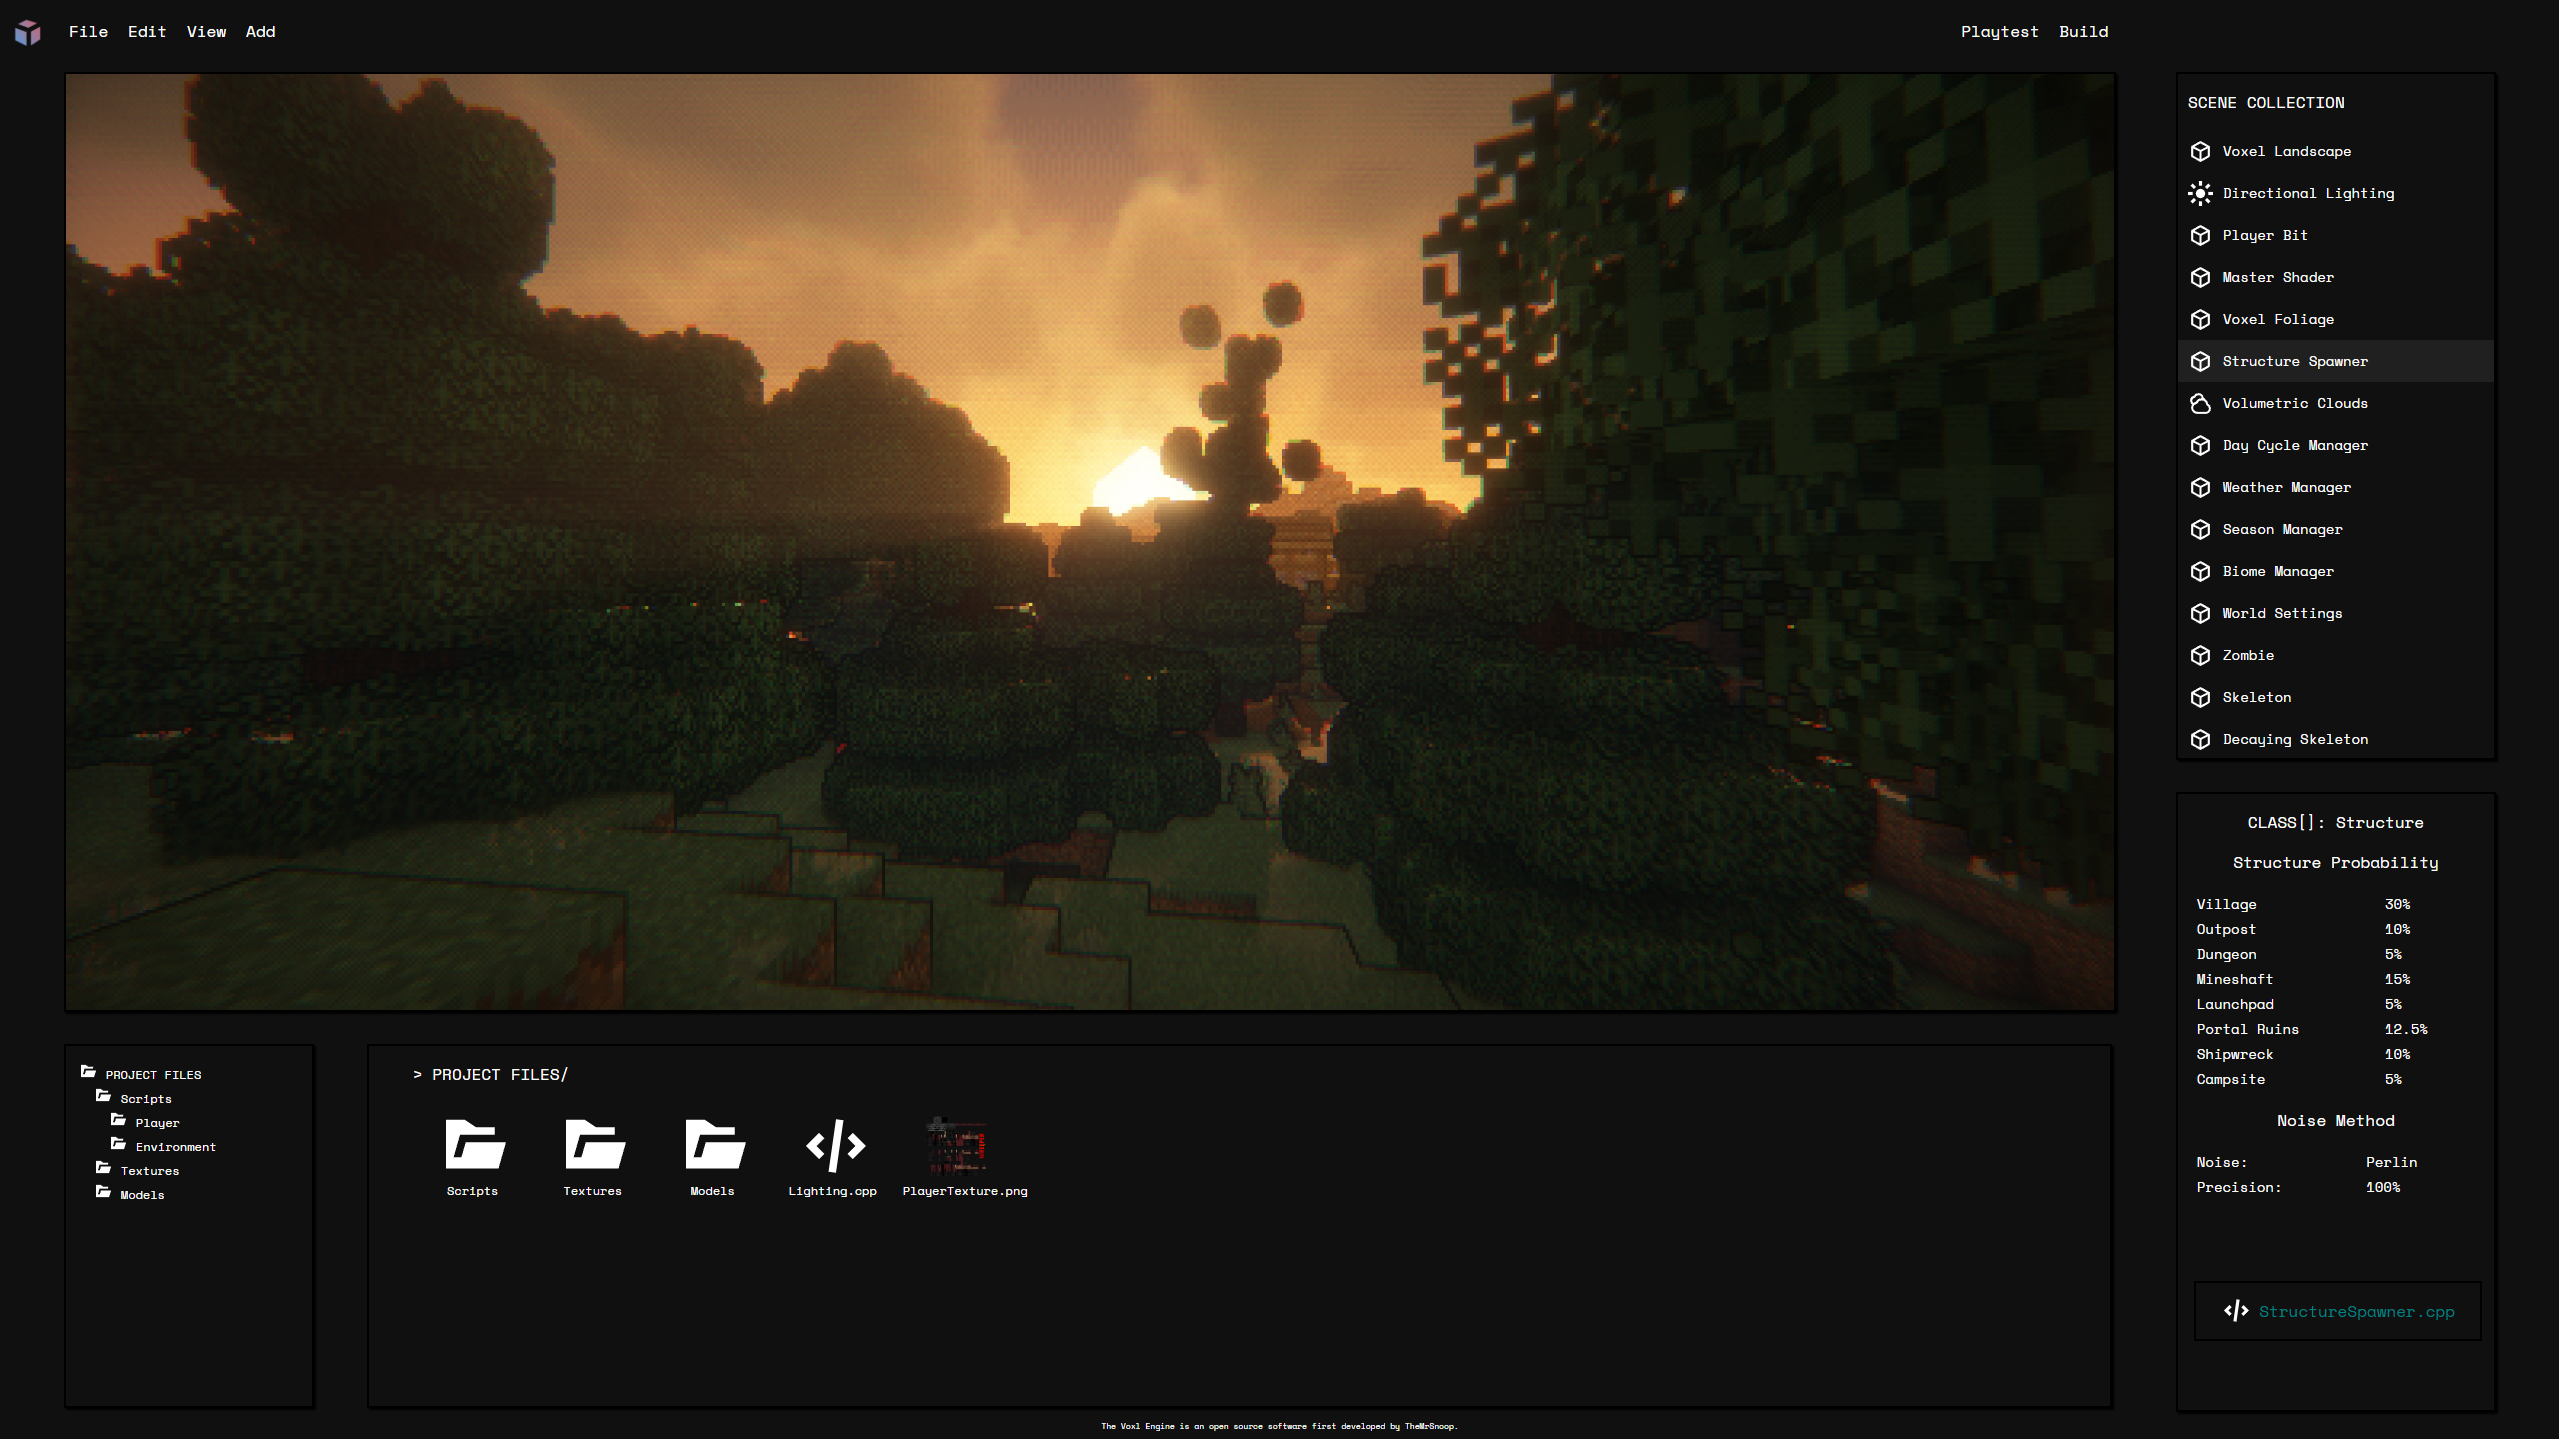 File Edit View Add
Playtest Build
SCENE COLLECTION
Voxel Landscape
Directional Lighting
Player Bit
Master Shader
Voxel Foliage
Structure Spawner
Volumetric Clouds
Day Cycle Manager
Weather Manager
Season Manager
Biome Manager
World Settings
Zombie
Skeleton
Decaying Skeleton
CLASS[]: Structure
Structure Probability
Village 30%
Outpost 10%
Dungeon 5%
Mineshaft 15%
Launchpad 5%
Portal Ruins 12.5%
Shipwreck 10%
Campsite 5%
Noise Method
Noise: Perlin
Precision: 100%
StructureSpawner.cpp
PROJECT FILES
Scripts
Player
Environment
Textures
Models
> PROJECT FILES/
Scripts Textures Models Lighting.cpp PlayerTexture.png
The Voxl Engine is an open source software first developed by TheMrSnoop.